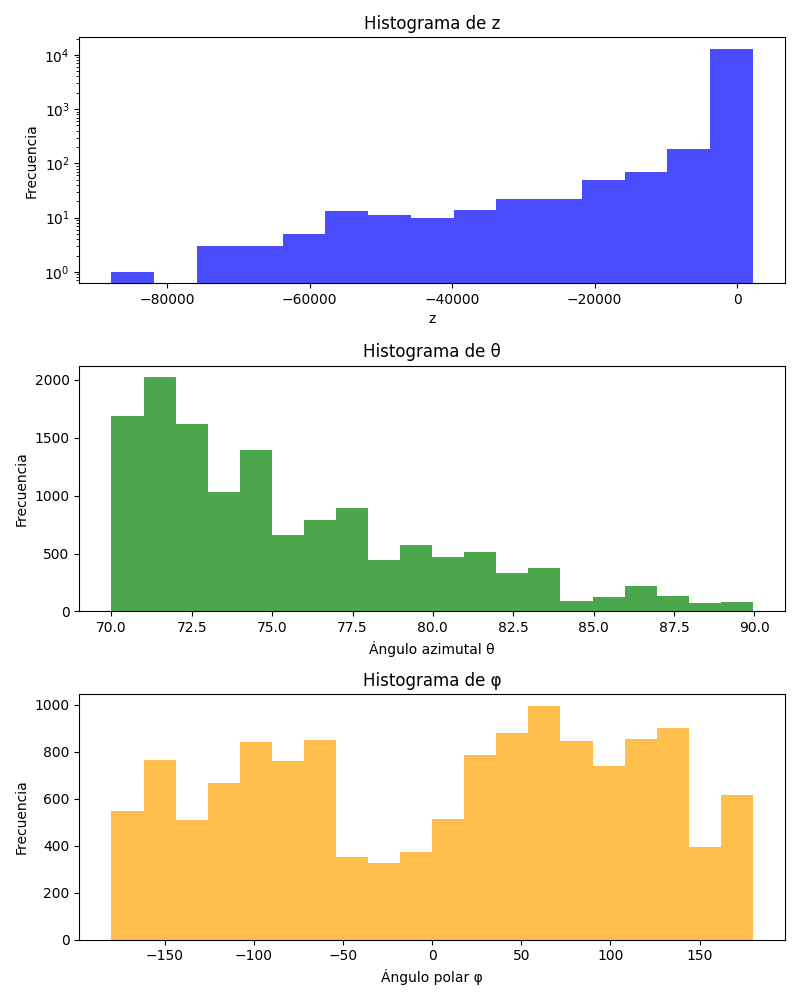 Histograma de z
Frecuencia
10⁴
10³
10²
10¹
10⁰
−80000 −60000 −40000 −20000 0
z
Histograma de θ
Frecuencia
2000
1500
1000
500
0
70.0 72.5 75.0 77.5 80.0 82.5 85.0 87.5 90.0
Ángulo azimutal θ
Histograma de φ
Frecuencia
1000
800
600
400
200
0
−150 −100 −50 0 50 100 150
Ángulo polar φ